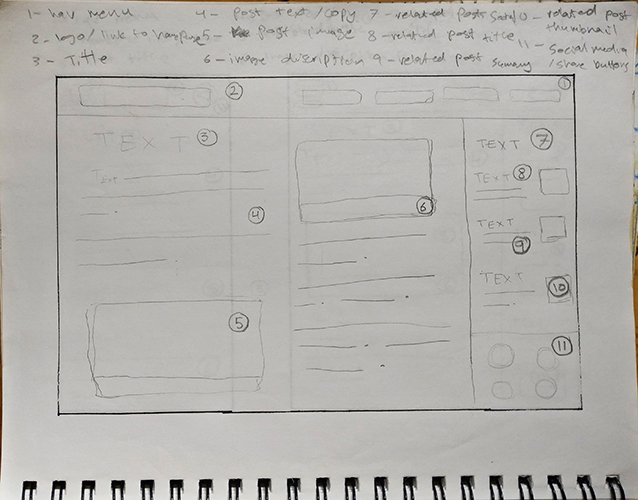 1- nav menu 4 - post text / copy 7 - related post 10 - related post thumbnail
2 - logo / link to 5 - post image 8 - related post title 11 - social media / share buttons
3 - Title 6 - image description 9 - related post summary
2
1
TEXT 3
Text
4
5
6
TEXT 7
TEXT 8
TEXT
9
TEXT
10
11